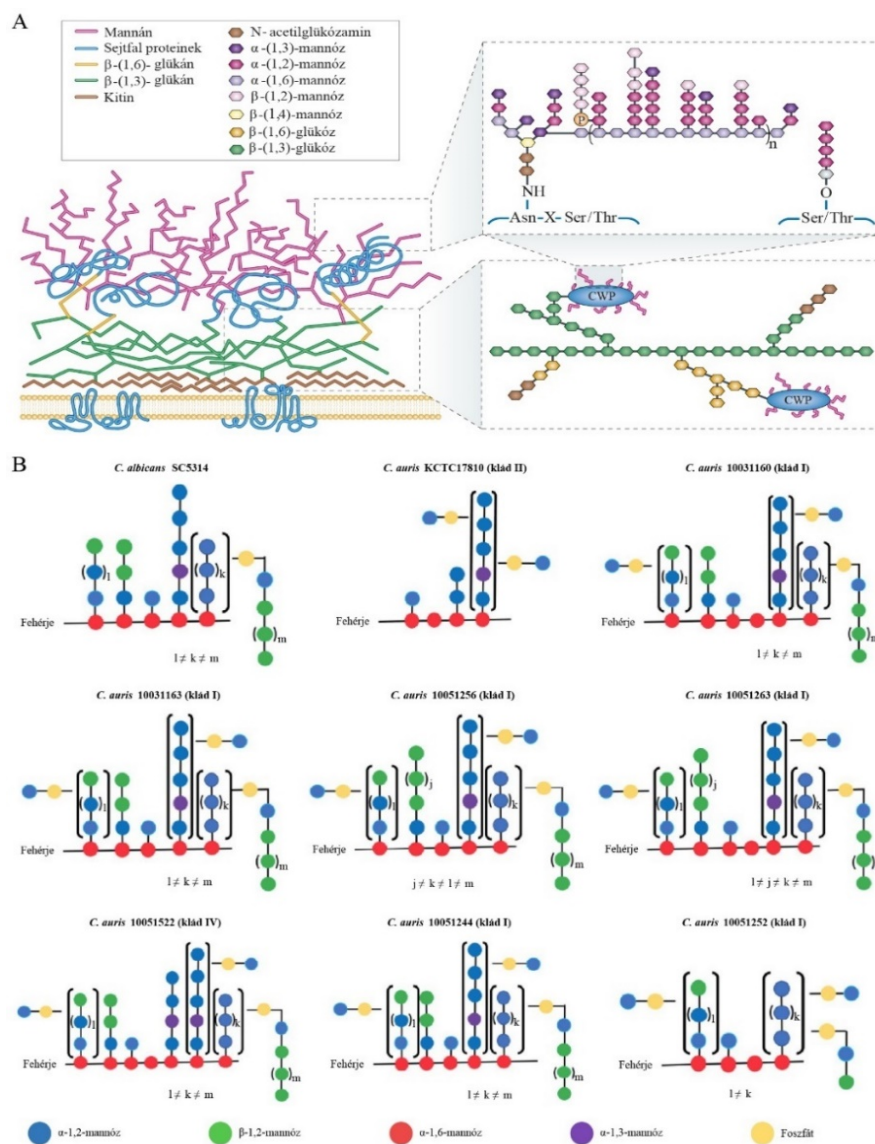 A
Mannán
Sejtfal proteinek
β-(1,6)- glükán
β-(1,3)- glükán
Kitin
N- acetilglükózamin
α-(1,3)-mannóz
α-(1,2)-mannóz
α-(1,6)-mannóz
β-(1,2)-mannóz
β-(1,4)-mannóz
β-(1,6)-glükóz
β-(1,3)-glükóz
P
n
NH
O
Asn-X-Ser/Thr
Ser/Thr
CWP
CWP
B
C. albicans SC5314
l
k
m
Fehérje
l ≠ k ≠ m
C. auris KCTC17810 (klád II)
Fehérje
C. auris 10031160 (klád I)
l
k
Fehérje
l ≠ k ≠ m
C. auris 10031163 (klád I)
l
k
m
Fehérje
l ≠ k ≠ m
C. auris 10051256 (klád I)
l
j
k
m
Fehérje
j ≠ k ≠ l ≠ m
C. auris 10051263 (klád I)
l
j
k
Fehérje
l ≠ j ≠ k ≠ m
C. auris 10051522 (klád IV)
l
k
m
Fehérje
l ≠ k ≠ m
C. auris 10051244 (klád I)
l
k
m
Fehérje
l ≠ k ≠ m
C. auris 10051252 (klád I)
l
k
Fehérje
l ≠ k
α-1,2-mannóz
β-1,2-mannóz
α-1,6-mannóz
α-1,3-mannóz
Foszfát